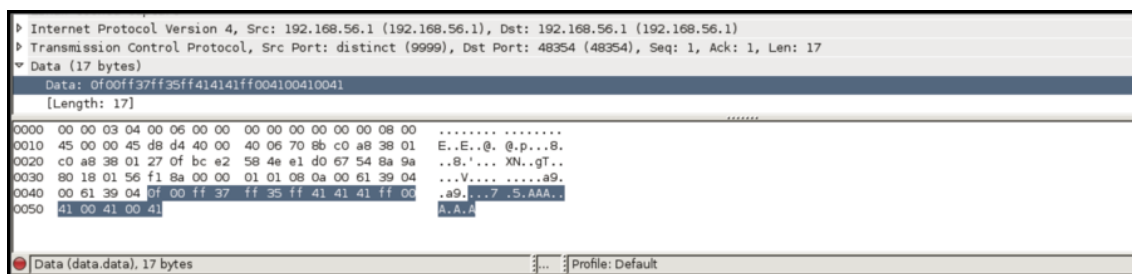 Internet Protocol Version 4, Src: 192.168.56.1 (192.168.56.1), Dst: 192.168.56.1 (192.168.56.1)
Transmission Control Protocol, Src Port: distinct (9999), Dst Port: 48354 (48354), Seq: 1, Ack: 1, Len: 17
Data (17 bytes)
Data: 0f00ff37ff35ff414141ff004100410041
[Length: 17]
0000 00 00 03 04 00 06 00 00 00 00 00 00 00 00 08 00 ........ ........
0010 45 00 00 45 d8 d4 40 00 40 06 70 8b c0 a8 38 01 E..E..@. @.p...8.
0020 c0 a8 38 01 27 0f bc e2 58 4e e1 d0 67 54 8a 9a ..8.'... XN..gT..
0030 80 18 01 56 f1 8a 00 00 01 01 08 0a 00 61 39 04 ...V.... .....a9.
0040 00 61 39 04 0f 00 ff 37 ff 35 ff 41 41 41 ff 00 .a9....7 .5.AAA..
0050 41 00 41 00 41 A.A.A
Data (data.data), 17 bytes ... Profile: Default